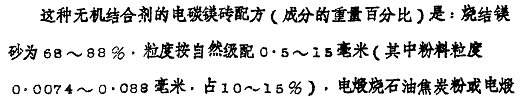 这种无机结合剂的电碳镁砖配方(成分的重量百分比)是:烧结镁
砂为68～88%·粒度按自然级配0·5～15毫米(其中粉料粒度
0·0074～0·088毫米·占10～15%)，电煅烧石油焦炭粉或电煅